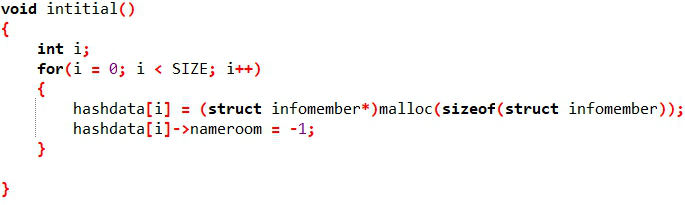 void intitial()
{
    int i;
    for(i = 0; i < SIZE; i++)
    {
        hashdata[i] = (struct infomember*)malloc(sizeof(struct infomember));
        hashdata[i]->nameroom = -1;
    }
}